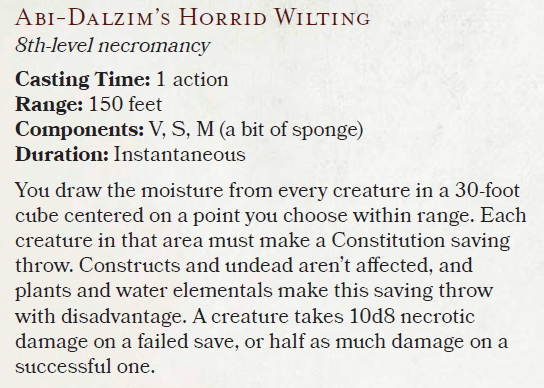 Abi-Dalzim's Horrid Wilting
8th-level necromancy
Casting Time: 1 action
Range: 150 feet
Components: V, S, M (a bit of sponge)
Duration: Instantaneous
You draw the moisture from every creature in a 30-foot
cube centered on a point you choose within range. Each
creature in that area must make a Constitution saving
throw. Constructs and undead aren't affected, and
plants and water elementals make this saving throw
with disadvantage. A creature takes 10d8 necrotic
damage on a failed save, or half as much damage on a
successful one.